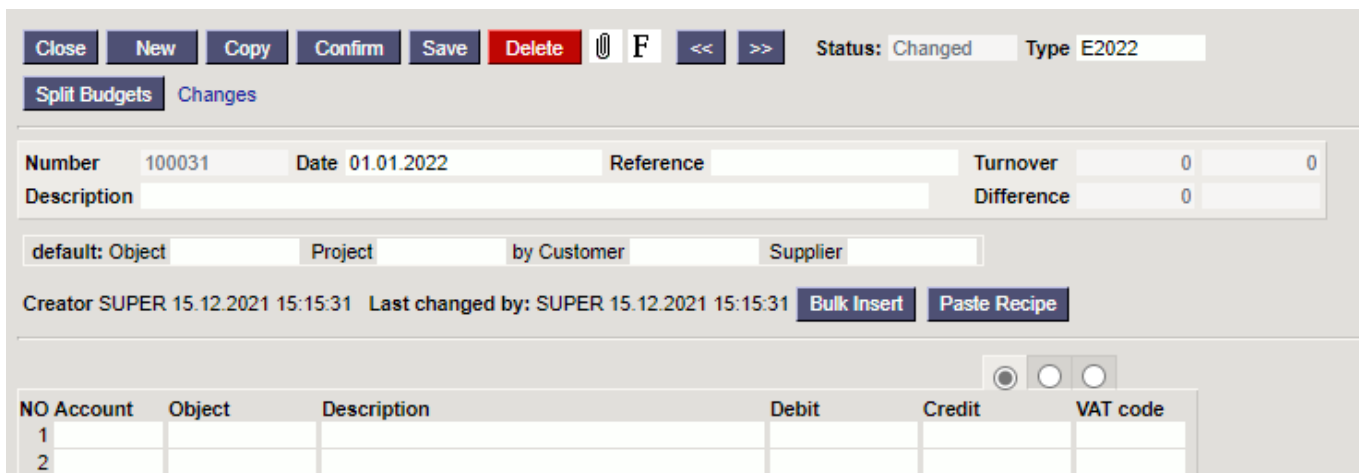 Close New Copy Confirm Save Delete F << >> Status: Changed Type E2022
Split Budgets Changes
Number 100031 Date 01.01.2022 Reference Turnover 0 0
Description Difference 0
default: Object Project by Customer Supplier
Creator SUPER 15.12.2021 15:15:31 Last changed by: SUPER 15.12.2021 15:15:31 Bulk Insert Paste Recipe
NO Account Object Description Debit Credit VAT code
1
2